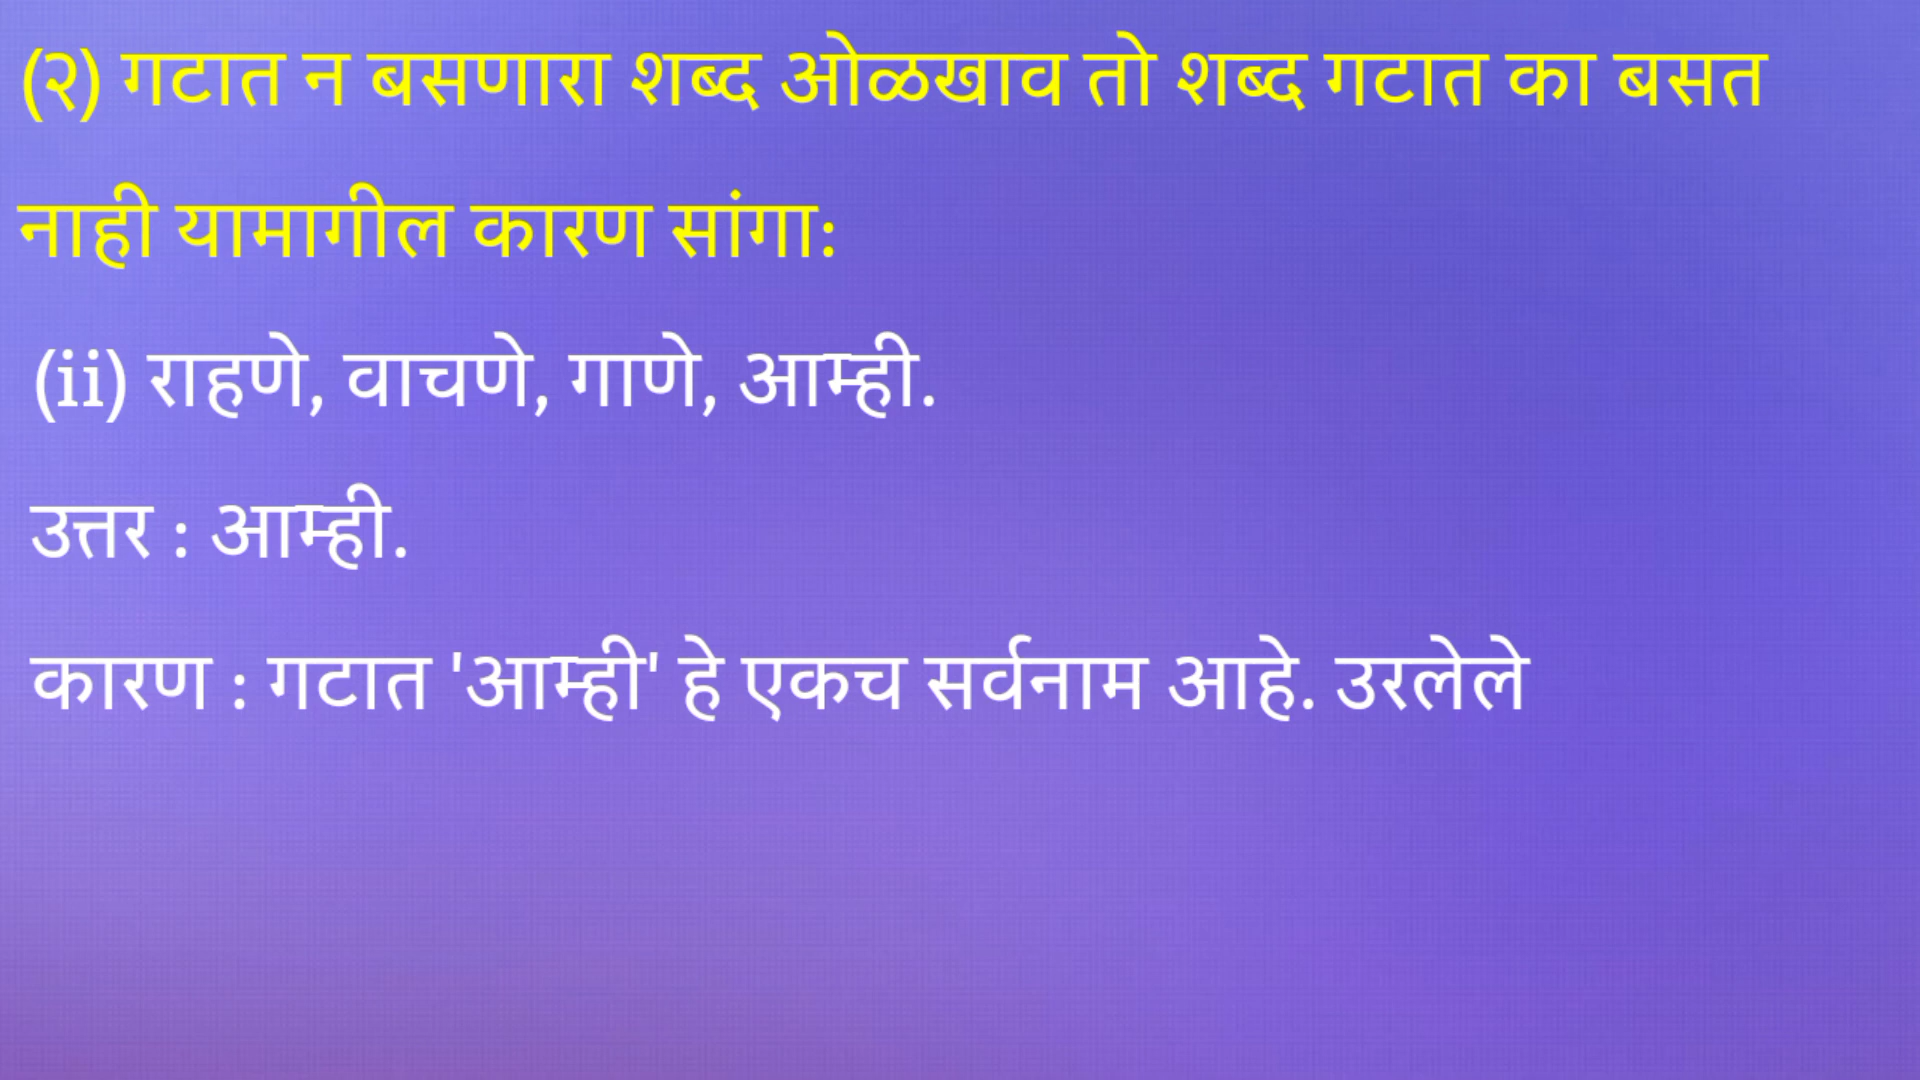 (२) गटात न बसणारा शब्द ओळखाव तो शब्द गटात का बसत
नाही यामागील कारण सांगाः
(ii) राहणे, वाचणे, गाणे, आम्ही.
उत्तर : आम्ही.
कारण : गटात 'आम्ही' हे एकच सर्वनाम आहे. उरलेले